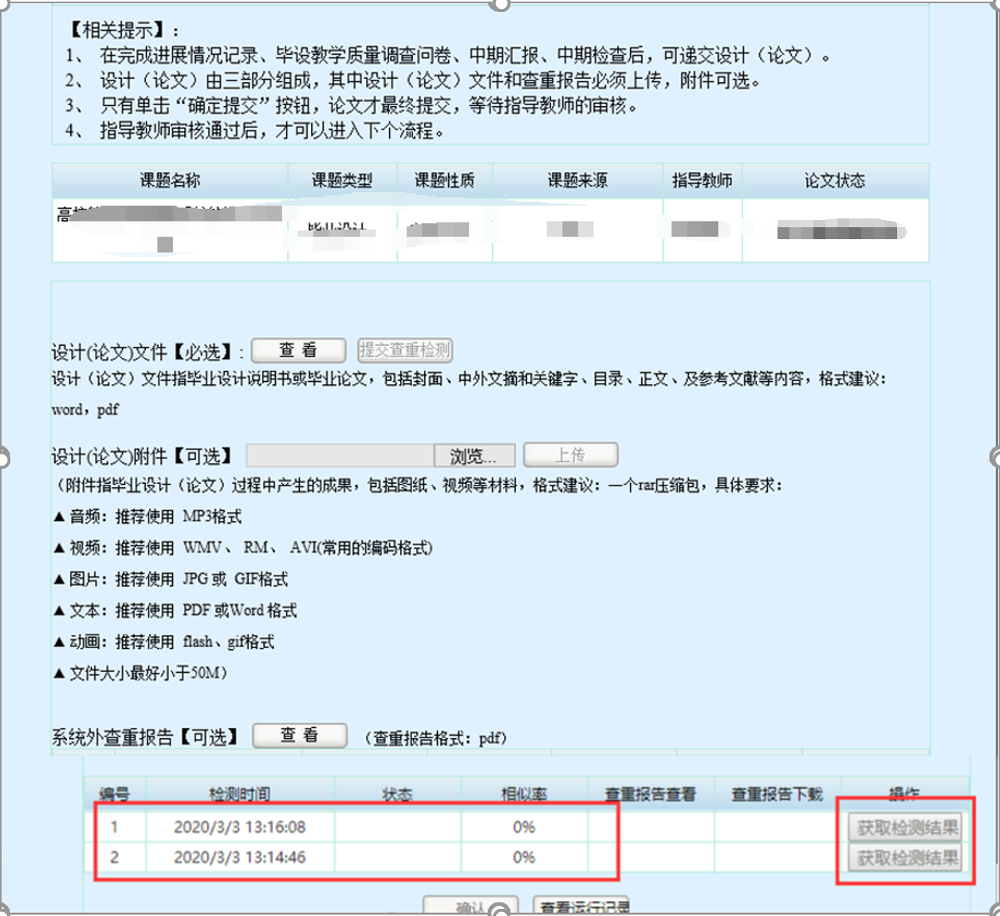 【相关提示】:
1、 在完成进展情况记录、毕设教学质量调查问卷、中期汇报、中期检查后，可递交设计（论文）。
2、 设计（论文）由三部分组成，其中设计（论文）文件和查重报告必须上传，附件可选。
3、 只有单击“确定提交”按钮，论文才最终提交，等待指导教师的审核。
4、 指导教师审核通过后，才可以进入下个流程。
课题名称 课题类型 课题性质 课题来源 指导教师 论文状态
毕业设计
设计(论文)文件【必选】: 查 看 提交查重检测
设计（论文）文件指毕业设计说明书或毕业论文，包括封面、中外文摘和关键字、目录、正文、及参考文献等内容，格式建议：
word，pdf
设计(论文)附件【可选】 浏览... 上传
（附件指毕业设计（论文）过程中产生的成果，包括图纸、视频等材料，格式建议：一个rar压缩包，具体要求：
▲ 音频：推荐使用 MP3格式
▲ 视频：推荐使用 WMV、 RM、 AVI(常用的编码格式)
▲ 图片：推荐使用 JPG 或 GIF格式
▲ 文本：推荐使用 PDF 或Word 格式
▲ 动画：推荐使用 flash、gif格式
▲ 文件大小最好小于50M）
系统外查重报告【可选】 查 看 （查重报告格式：pdf）
编号 检测时间 状态 相似率 查重报告查看 查重报告下载 操作
1 2020/3/3 13:16:08 0% 获取检测结果
2 2020/3/3 13:14:46 0% 获取检测结果
确认 查看运行记录